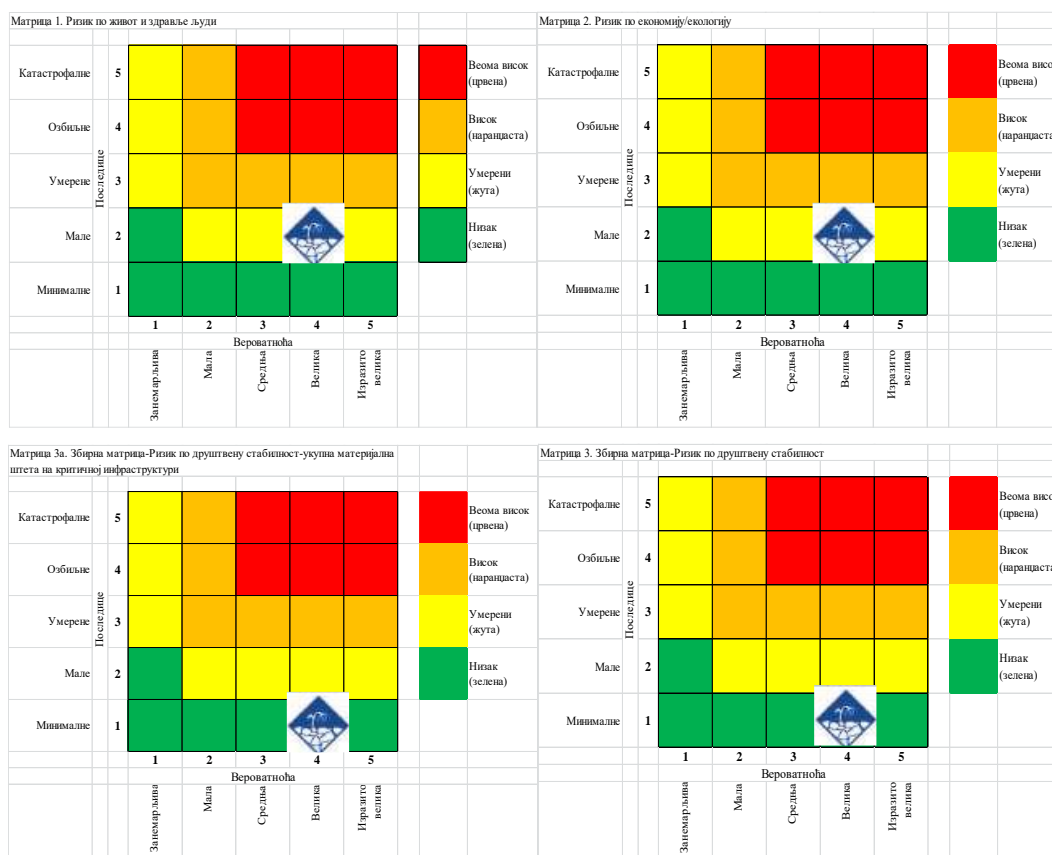 Матрица 1. Ризик по живот и здравље људи
Катастрофалне
5
Озбиљне
4
Умерене
3
Мале
2
Минималне
1
Последице
1
2
3
4
5
Вероватноћа
Занемарљива
Мала
Средња
Велика
Изразито
велика
Веома висок
(црвена)
Висок
(наранџаста)
Умерени
(жута)
Низак
(зелена)
Матрица 2. Ризик по економију/екологију
Катастрофалне
5
Озбиљне
4
Умерене
3
Мале
2
Минималне
1
Последице
1
2
3
4
5
Вероватноћа
Занемарљива
Мала
Средња
Велика
Изразито
велика
Веома висок
(црвена)
Висок
(наранџаста)
Умерени
(жута)
Низак
(зелена)
Матрица 3а. Збирна матрица-Ризик по друштвену стабилност-укупна материјална
штета на критичној инфраструктури
Катастрофалне
5
Озбиљне
4
Умерене
3
Мале
2
Минималне
1
Последице
1
2
3
4
5
Вероватноћа
Занемарљива
Мала
Средња
Велика
Изразито
велика
Веома висок
(црвена)
Висок
(наранџаста)
Умерени
(жута)
Низак
(зелена)
Матрица 3. Збирна матрица-Ризик по друштвену стабилност
Катастрофалне
5
Озбиљне
4
Умерене
3
Мале
2
Минималне
1
Последице
1
2
3
4
5
Вероватноћа
Занемарљива
Мала
Средња
Велика
Изразито
велика
Веома висок
(црвена)
Висок
(наранџаста
Умерени
(жута)
Низак
(зелена)